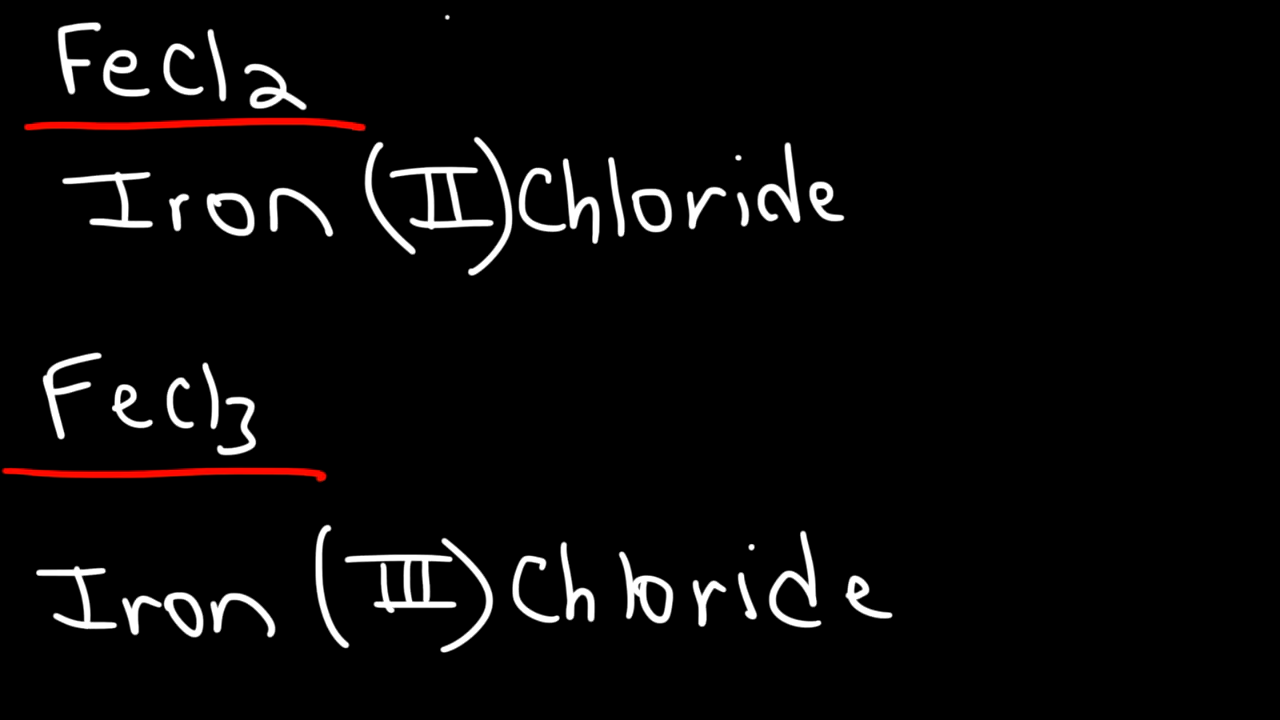 FeCl2
Iron (II) Chloride
FeCl3
Iron (III) Chloride